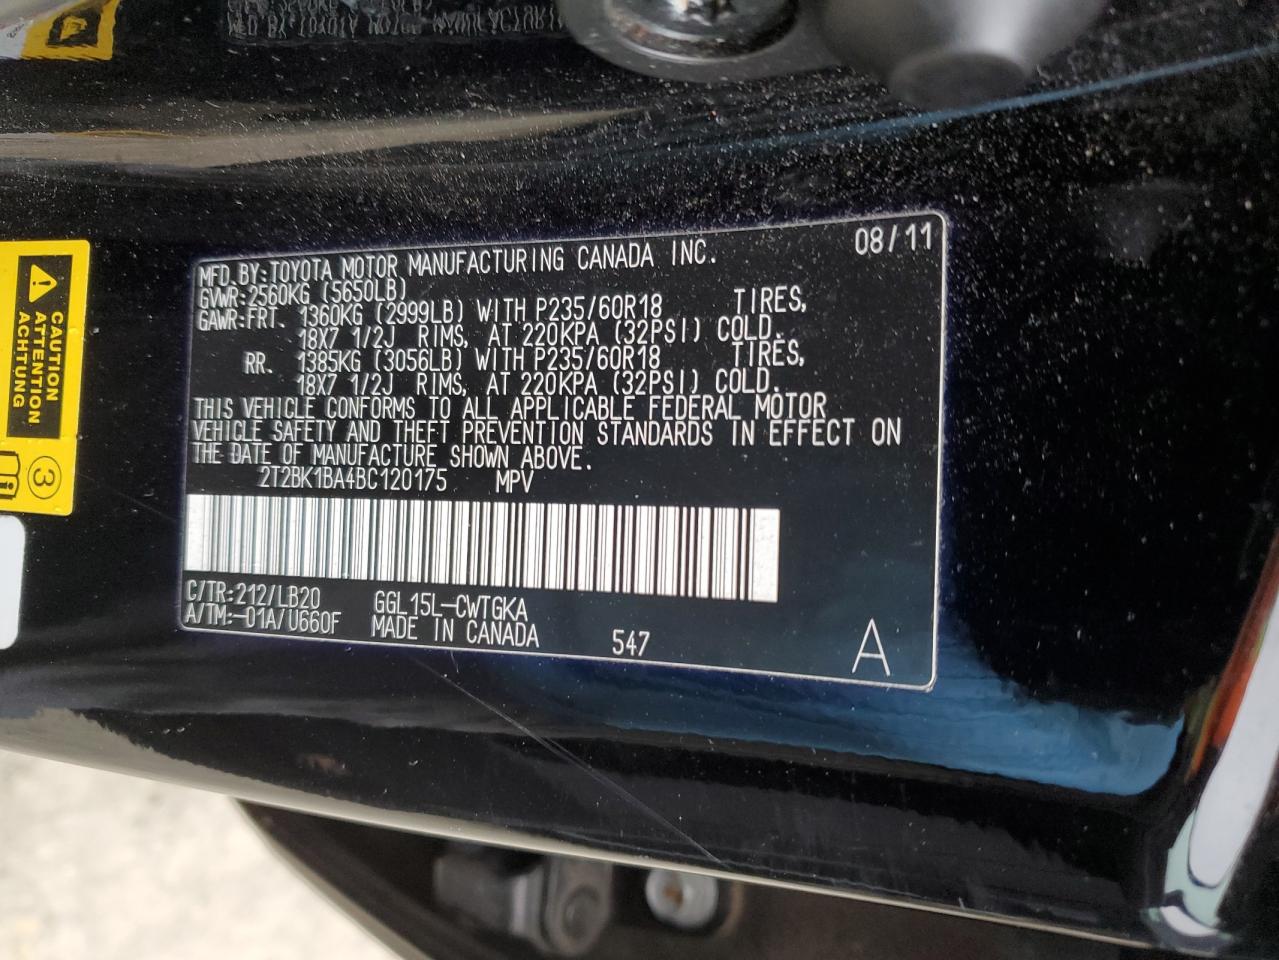 MFD.BY:TOYOTA MOTOR MANUFACTURING CANADA INC. 08/11
GVWR:2560KG (5650LB)
GAWR:FRT. 1360KG (2999LB) WITH P235/60R18 TIRES,
18X7 1/2J RIMS, AT 220KPA (32PSI) COLD.
RR. 1385KG (3056LB) WITH P235/60R18 TIRES,
18X7 1/2J RIMS, AT 220KPA (32PSI) COLD.
THIS VEHICLE CONFORMS TO ALL APPLICABLE FEDERAL MOTOR
VEHICLE SAFETY AND THEFT PREVENTION STANDARDS IN EFFECT ON
THE DATE OF MANUFACTURE SHOWN ABOVE.
2T2BK1BA4BC120175 MPV
C/TR:212/LB20 GGL15L-CWTGKA
A/TM:-01A/U660F MADE IN CANADA 547 A
CAUTION
ATTENTION
ACHTUNG
3